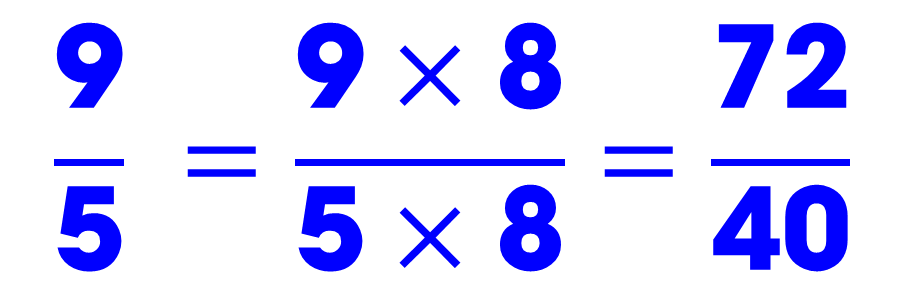 9/5 = (9 × 8)/(5 × 8) = 72/40